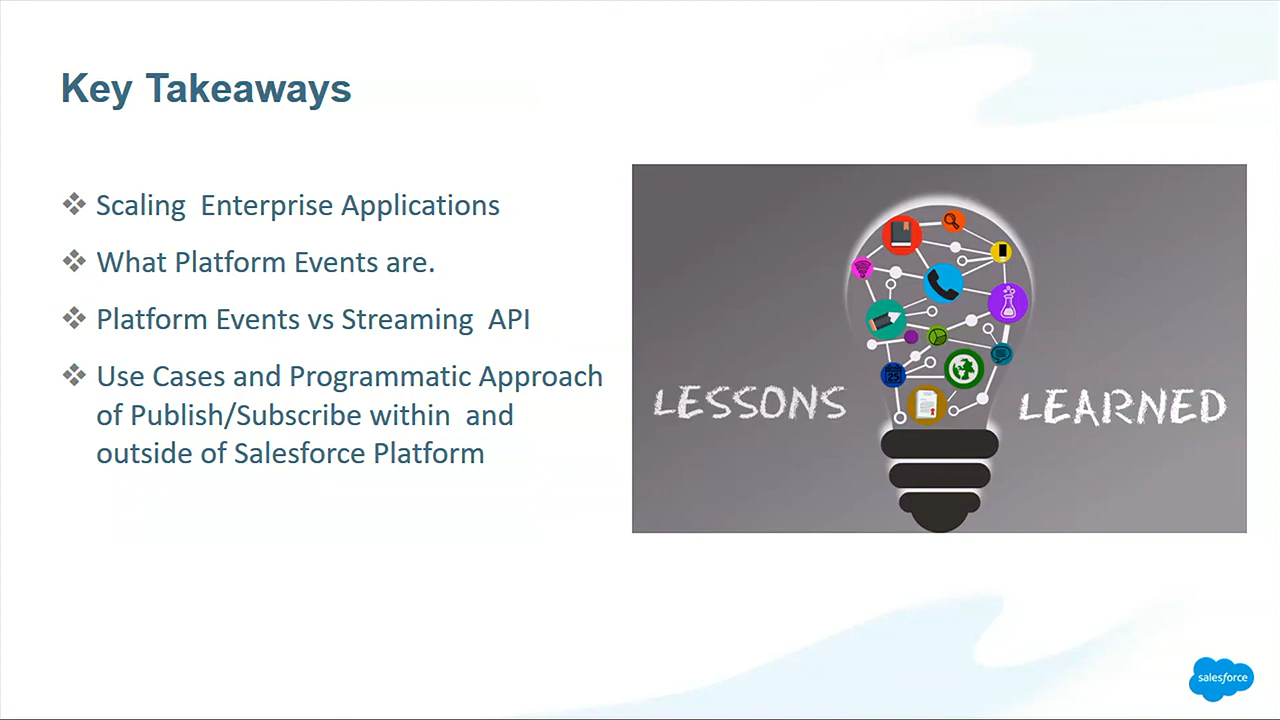 Key Takeaways
Scaling Enterprise Applications
What Platform Events are.
Platform Events vs Streaming API
Use Cases and Programmatic Approach
of Publish/Subscribe within and
outside of Salesforce Platform
LESSONS LEARNED
25
salesforce